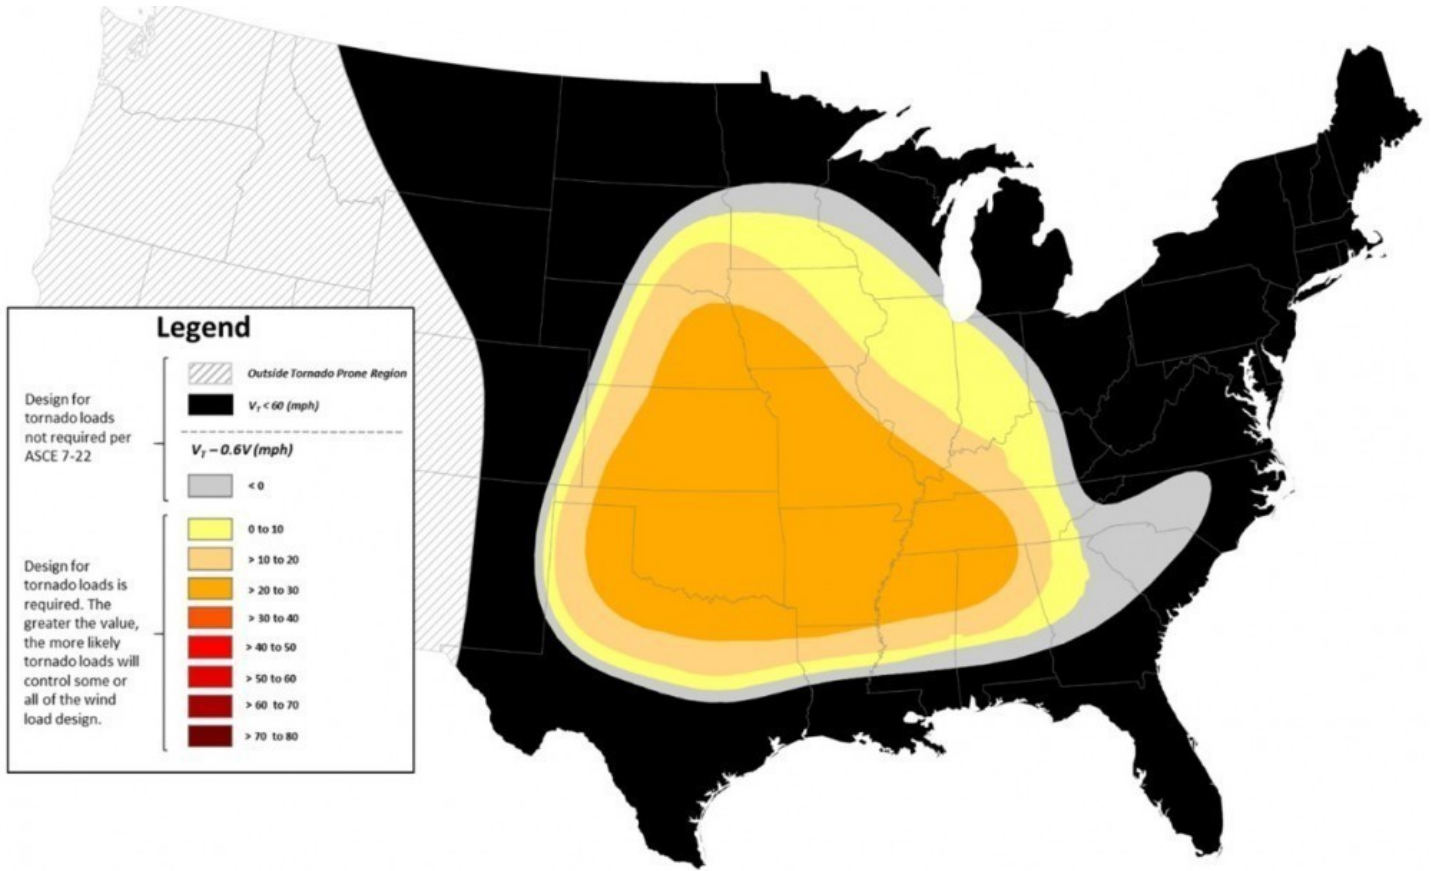 Legend
Design for
tornado loads
not required per
ASCE 7-22
Outside Tornado Prone Region
V_T < 60 (mph)
V_T – 0.6V (mph)
< 0
Design for
tornado loads is
required. The
greater the value,
the more likely
tornado loads will
control some or
all of the wind
load design.
0 to 10
> 10 to 20
> 20 to 30
> 30 to 40
> 40 to 50
> 50 to 60
> 60 to 70
> 70 to 80